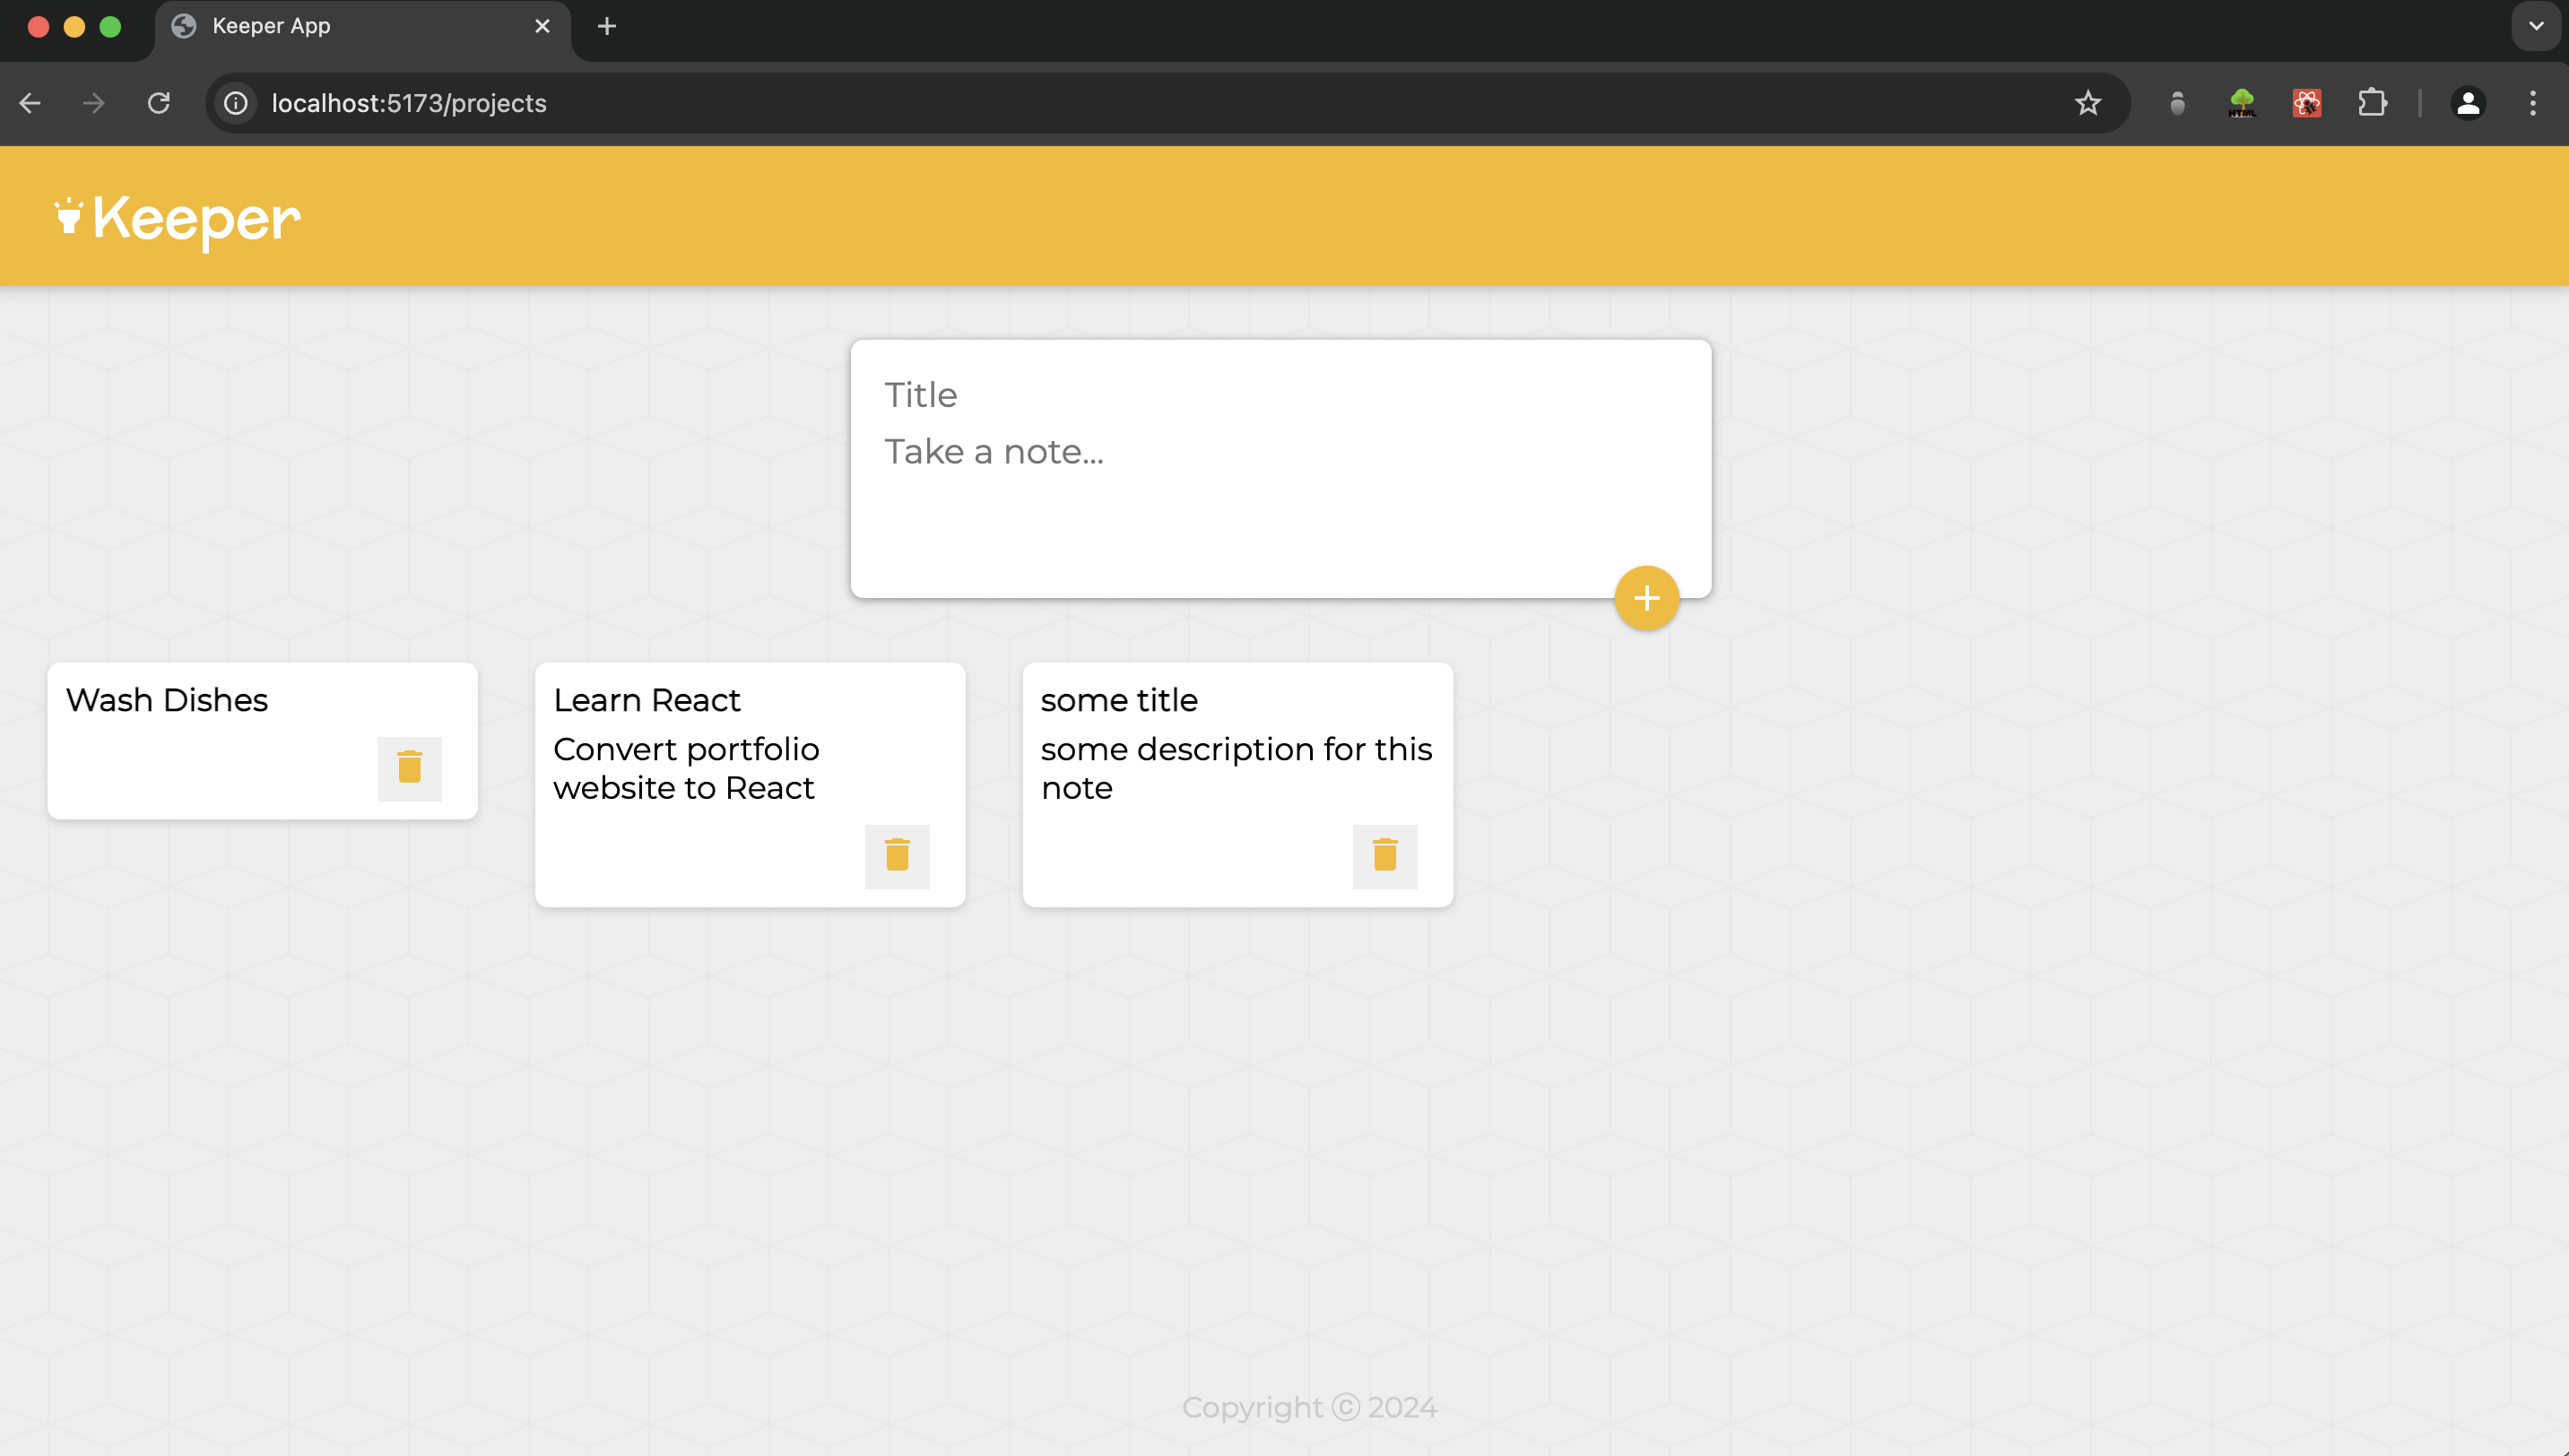 Keeper App
localhost:5173/projects
HTML
Keeper
Title
Take a note...
Wash Dishes
Learn React
Convert portfolio
website to React
some title
some description for this
note
Copyright ⓒ 2024